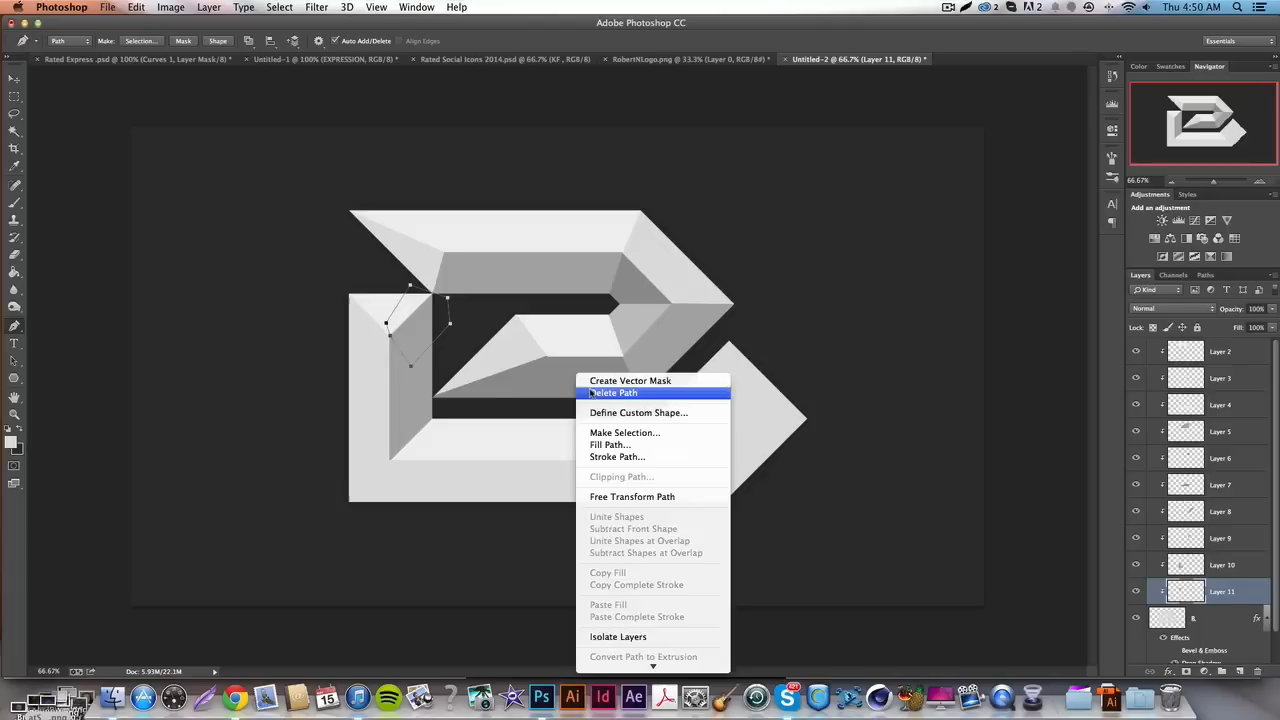 Photoshop File Edit Image Layer Type Select Filter 3D View Window Help
2 2 Thu 4:50 AM
Adobe Photoshop CC
Path Make: Selection... Mask Shape Auto Add/Delete Align Edges Essentials
Rated Express .psd @ 100% (Curves 1, Layer Mask/8) * Untitled-1 @ 100% (EXPRESSION, RGB/8) * Rated Social Icons 2014.psd @ 66.7% (KF , RGB/8) RobertNLogo.png @ 33.3% (Layer 0, RGB/8#) * Untitled-2 @ 66.7% (Layer 11, RGB/8) *
Color Swatches Navigator
66.67%
Adjustments Styles
Add an adjustment
Layers Channels Paths
Kind
Normal Opacity: 100%
Lock: Fill: 100%
Layer 2
Layer 3
Layer 4
Layer 5
Layer 6
Layer 7
Layer 8
Layer 9
Layer 10
Layer 11
fx
Effects
Bevel & Emboss
Create Vector Mask
Delete Path
Define Custom Shape...
Make Selection...
Fill Path...
Stroke Path...
Clipping Path...
Free Transform Path
Unite Shapes
Subtract Front Shape
Unite Shapes at Overlap
Subtract Shapes at Overlap
Copy Fill
Copy Complete Stroke
Paste Fill
Paste Complete Stroke
Isolate Layers
Convert Path to Extrusion
66.67% Doc: 5.93M/22.1M
15 Ps Ai Id Ae